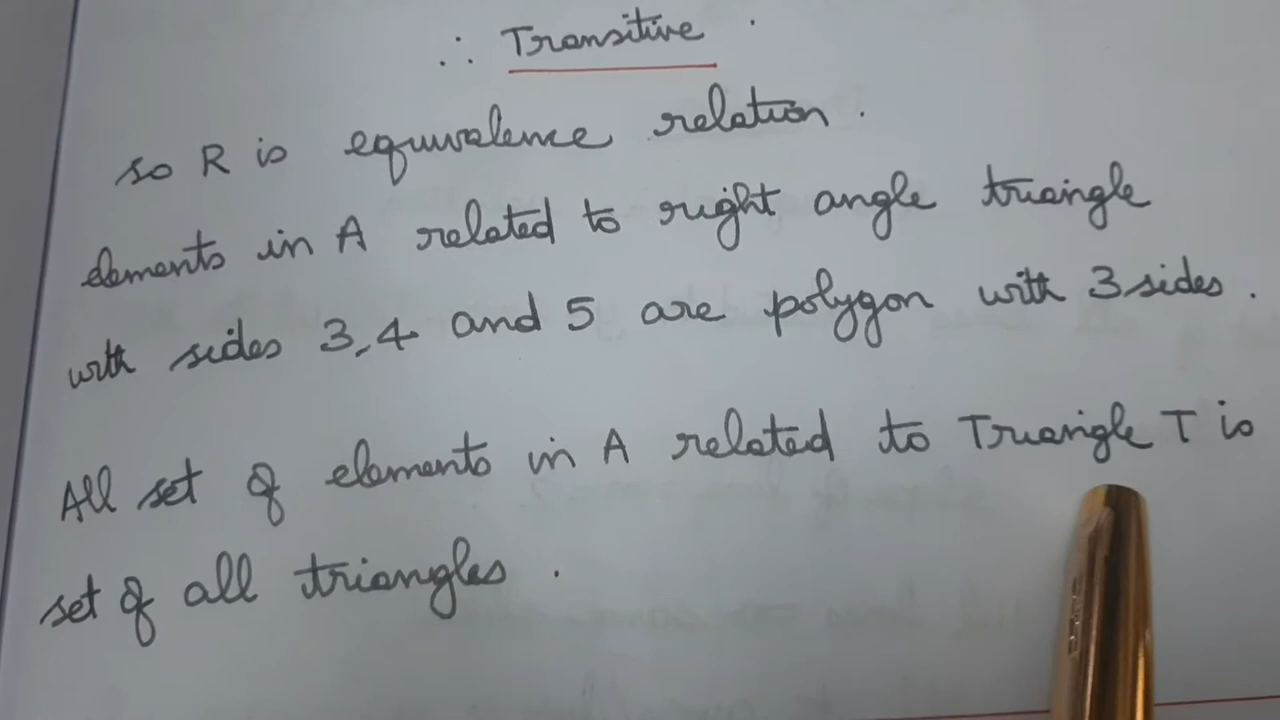 ∴ Transitive
so R is equivalence relation.
elements in A related to right angle triangle
with sides 3,4 and 5 are polygon with 3 sides.
All set of elements in A related to Triangle T is
set of all triangles.